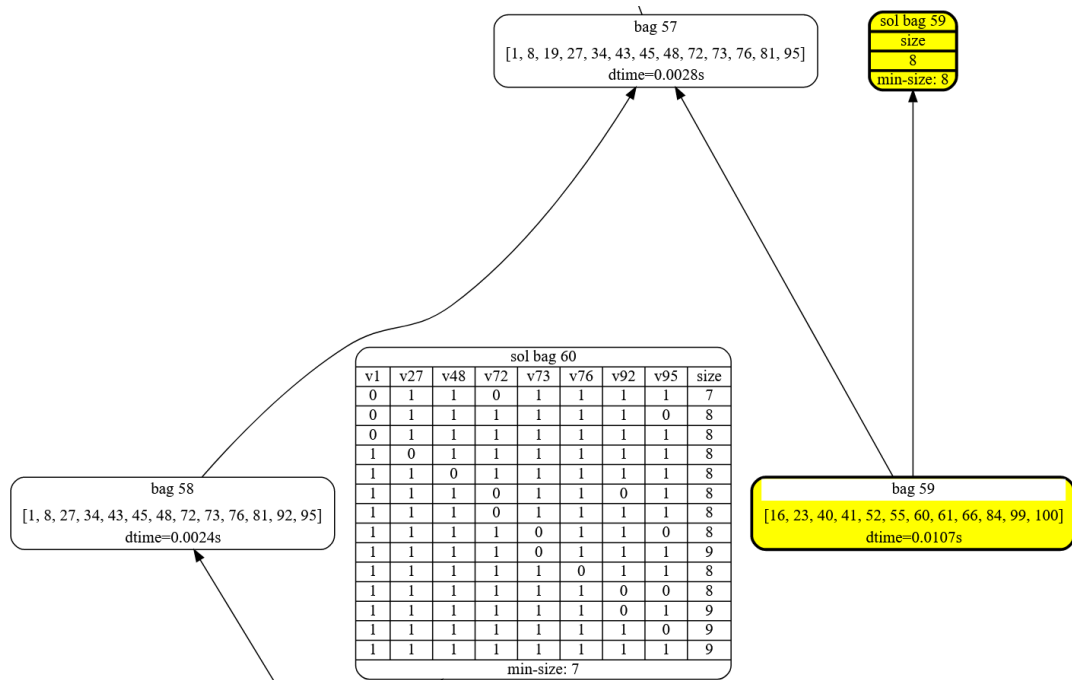 bag 57
[1, 8, 19, 27, 34, 43, 45, 48, 72, 73, 76, 81, 95]
dtime=0.0028s
sol bag 59
size
8
min-size: 8
sol bag 60
v1 v27 v48 v72 v73 v76 v92 v95 size
0 1 1 0 1 1 1 1 7
0 1 1 1 1 1 1 0 8
0 1 1 1 1 1 1 1 8
1 0 1 1 1 1 1 1 8
1 1 0 1 1 1 1 1 8
1 1 1 0 1 1 0 1 8
1 1 1 0 1 1 1 1 8
1 1 1 1 0 1 1 0 8
1 1 1 1 0 1 1 1 9
1 1 1 1 1 0 1 1 8
1 1 1 1 1 1 0 0 8
1 1 1 1 1 1 0 1 9
1 1 1 1 1 1 1 0 9
1 1 1 1 1 1 1 1 9
min-size: 7
bag 58
[1, 8, 27, 34, 43, 45, 48, 72, 73, 76, 81, 92, 95]
dtime=0.0024s
bag 59
[16, 23, 40, 41, 52, 55, 60, 61, 66, 84, 99, 100]
dtime=0.0107s